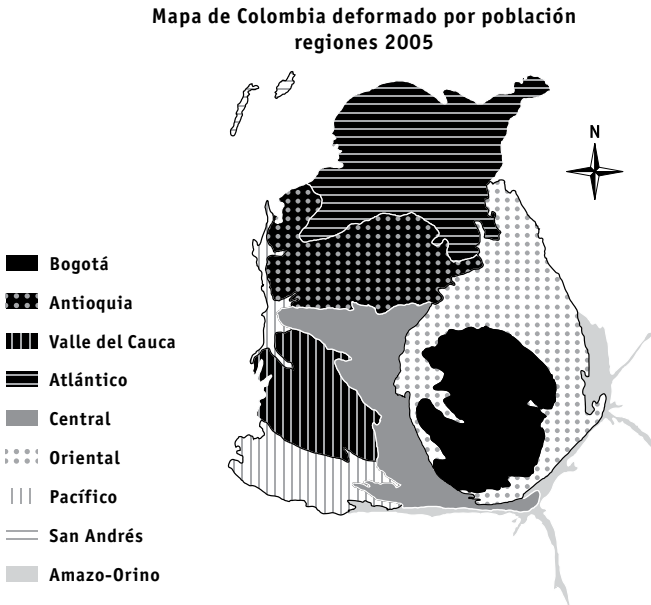 Mapa de Colombia deformado por población
regiones 2005
N
Bogotá
Antioquia
Valle del Cauca
Atlántico
Central
Oriental
Pacífico
San Andrés
Amazo-Orino